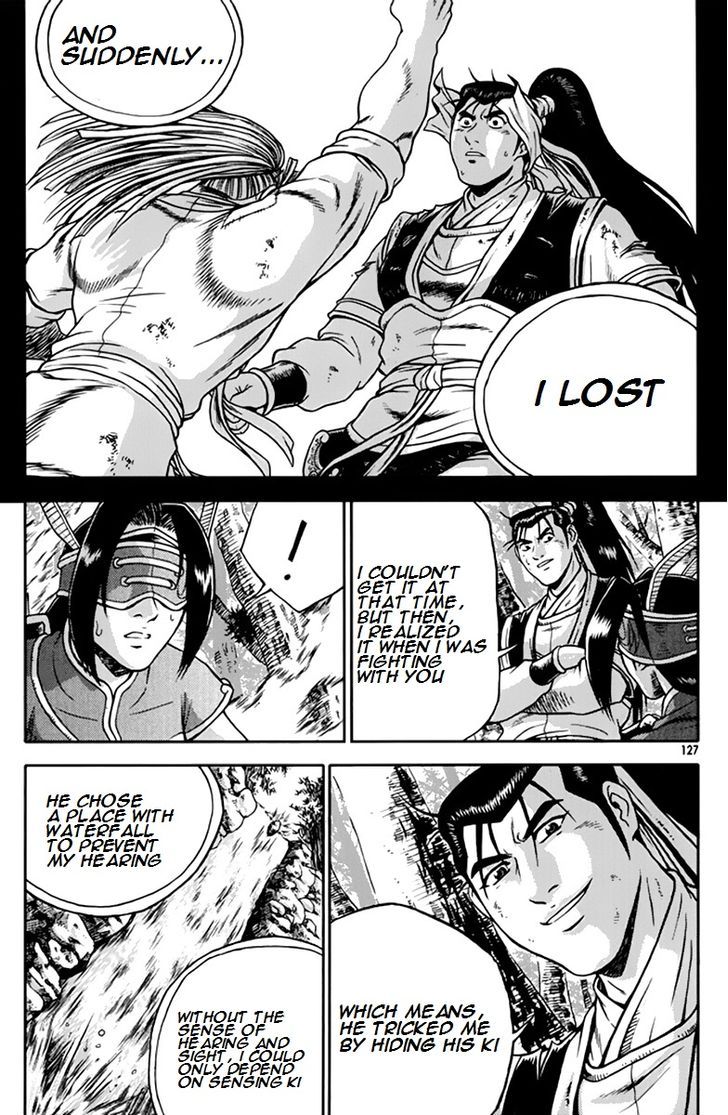 AND
SUDDENLY...
I LOST
!
I COULDN'T
GET IT AT
THAT TIME,
BUT THEN,
I REALIZED
IT WHEN I WAS
FIGHTING
WITH YOU
127
HE CHOSE
A PLACE WITH
WATERFALL
TO PREVENT
MY HEARING
WITHOUT THE
SENSE OF
HEARING AND
SIGHT, I COULD
ONLY DEPEND
ON SENSING KI
WHICH MEANS,
HE TRICKED ME
BY HIDING HIS KI